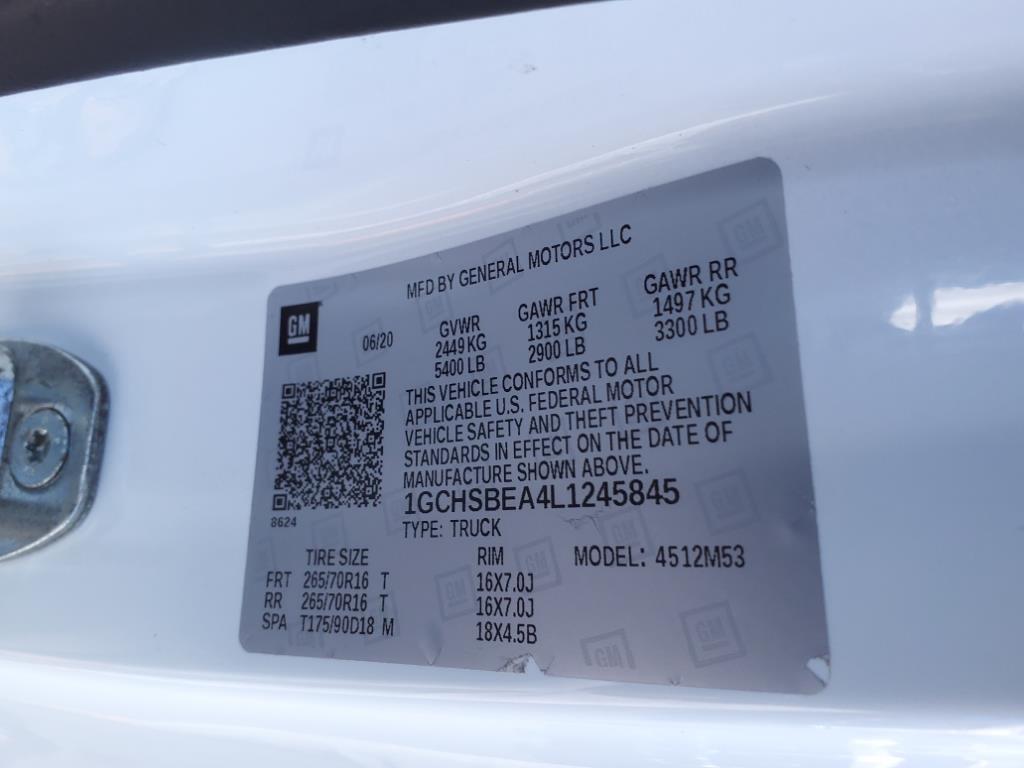 MFD BY GENERAL MOTORS LLC
GM
06/20
GVWR
2449 KG
5400 LB
GAWR FRT
1315 KG
2900 LB
GAWR RR
1497 KG
3300 LB
THIS VEHICLE CONFORMS TO ALL
APPLICABLE U.S. FEDERAL MOTOR
VEHICLE SAFETY AND THEFT PREVENTION
STANDARDS IN EFFECT ON THE DATE OF
MANUFACTURE SHOWN ABOVE.
1GCHSBEA4L1245845
8624
TYPE: TRUCK
TIRE SIZE RIM MODEL: 4512M53
FRT 265/70R16 T 16X7.0J
RR 265/70R16 T 16X7.0J
SPA T175/90D18 M 18X4.5B